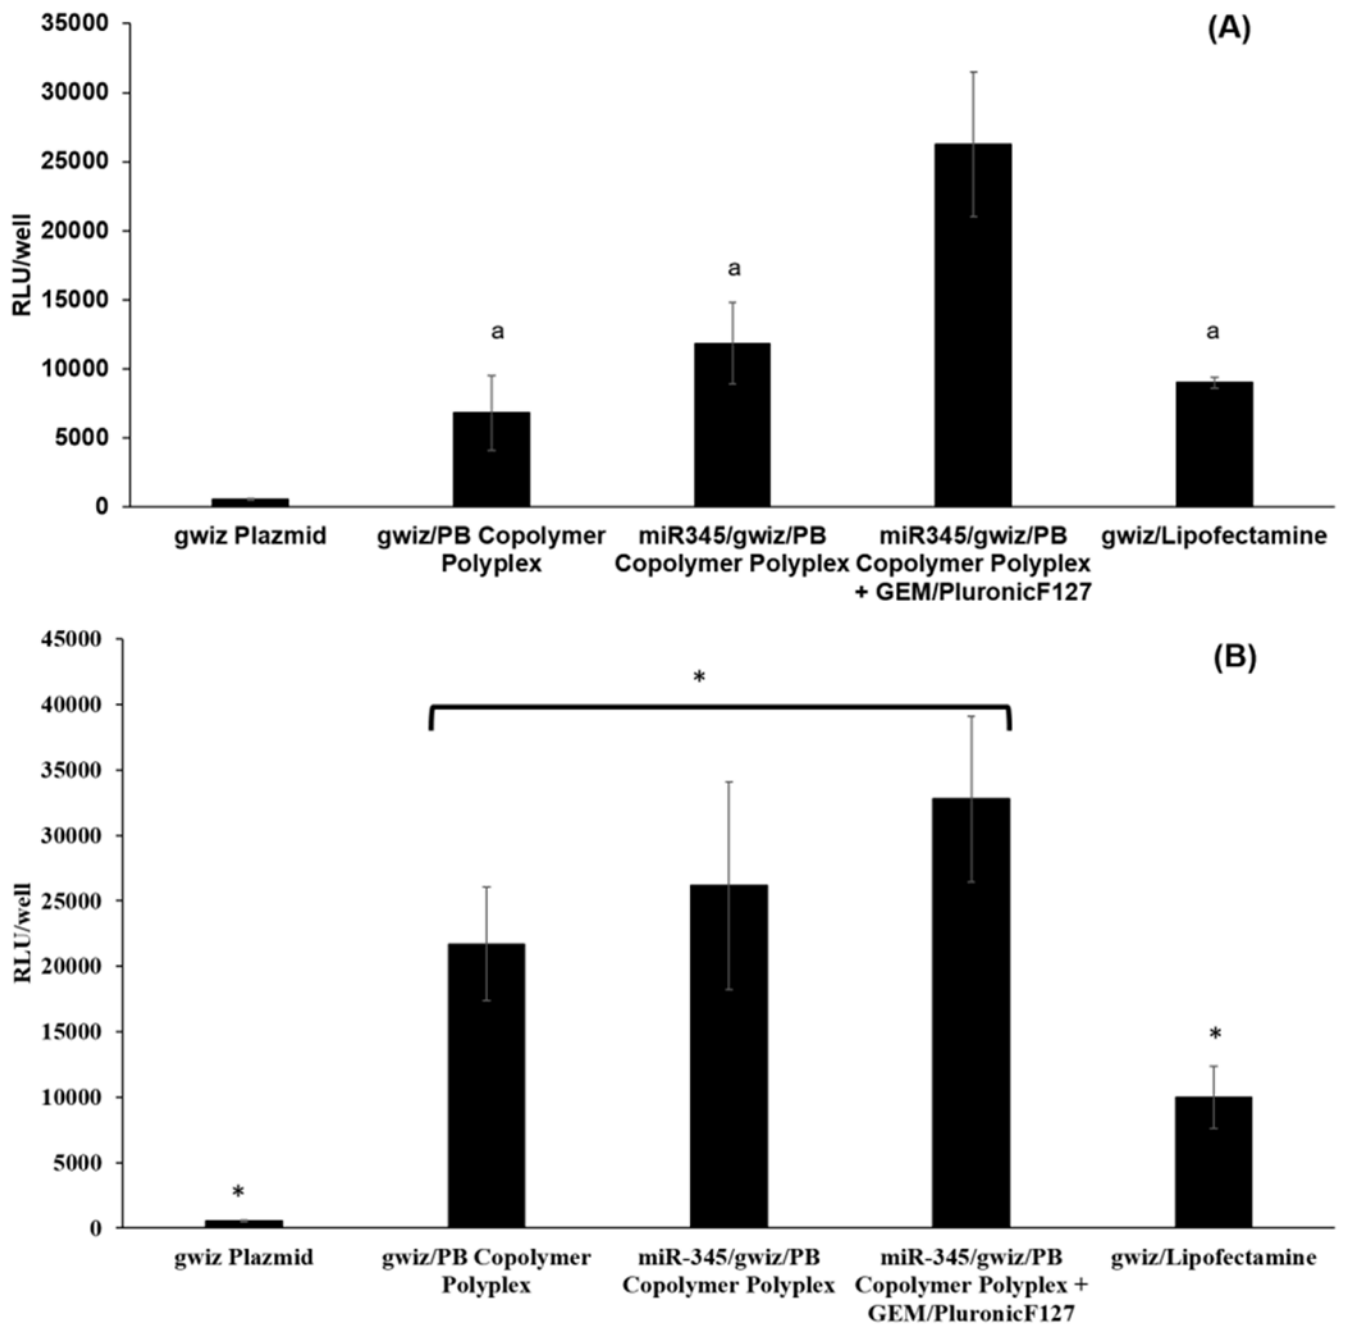 (A)
35000
30000
25000
20000
15000
10000
5000
0
RLU/well
a
a
a
gwiz Plazmid
gwiz/PB Copolymer
Polyplex
miR345/gwiz/PB
Copolymer Polyplex
miR345/gwiz/PB
Copolymer Polyplex
+ GEM/PluronicF127
gwiz/Lipofectamine
(B)
45000
40000
35000
30000
25000
20000
15000
10000
5000
0
RLU/well
*
*
*
gwiz Plazmid
gwiz/PB Copolymer
Polyplex
miR-345/gwiz/PB
Copolymer Polyplex
miR-345/gwiz/PB
Copolymer Polyplex +
GEM/PluronicF127
gwiz/Lipofectamine